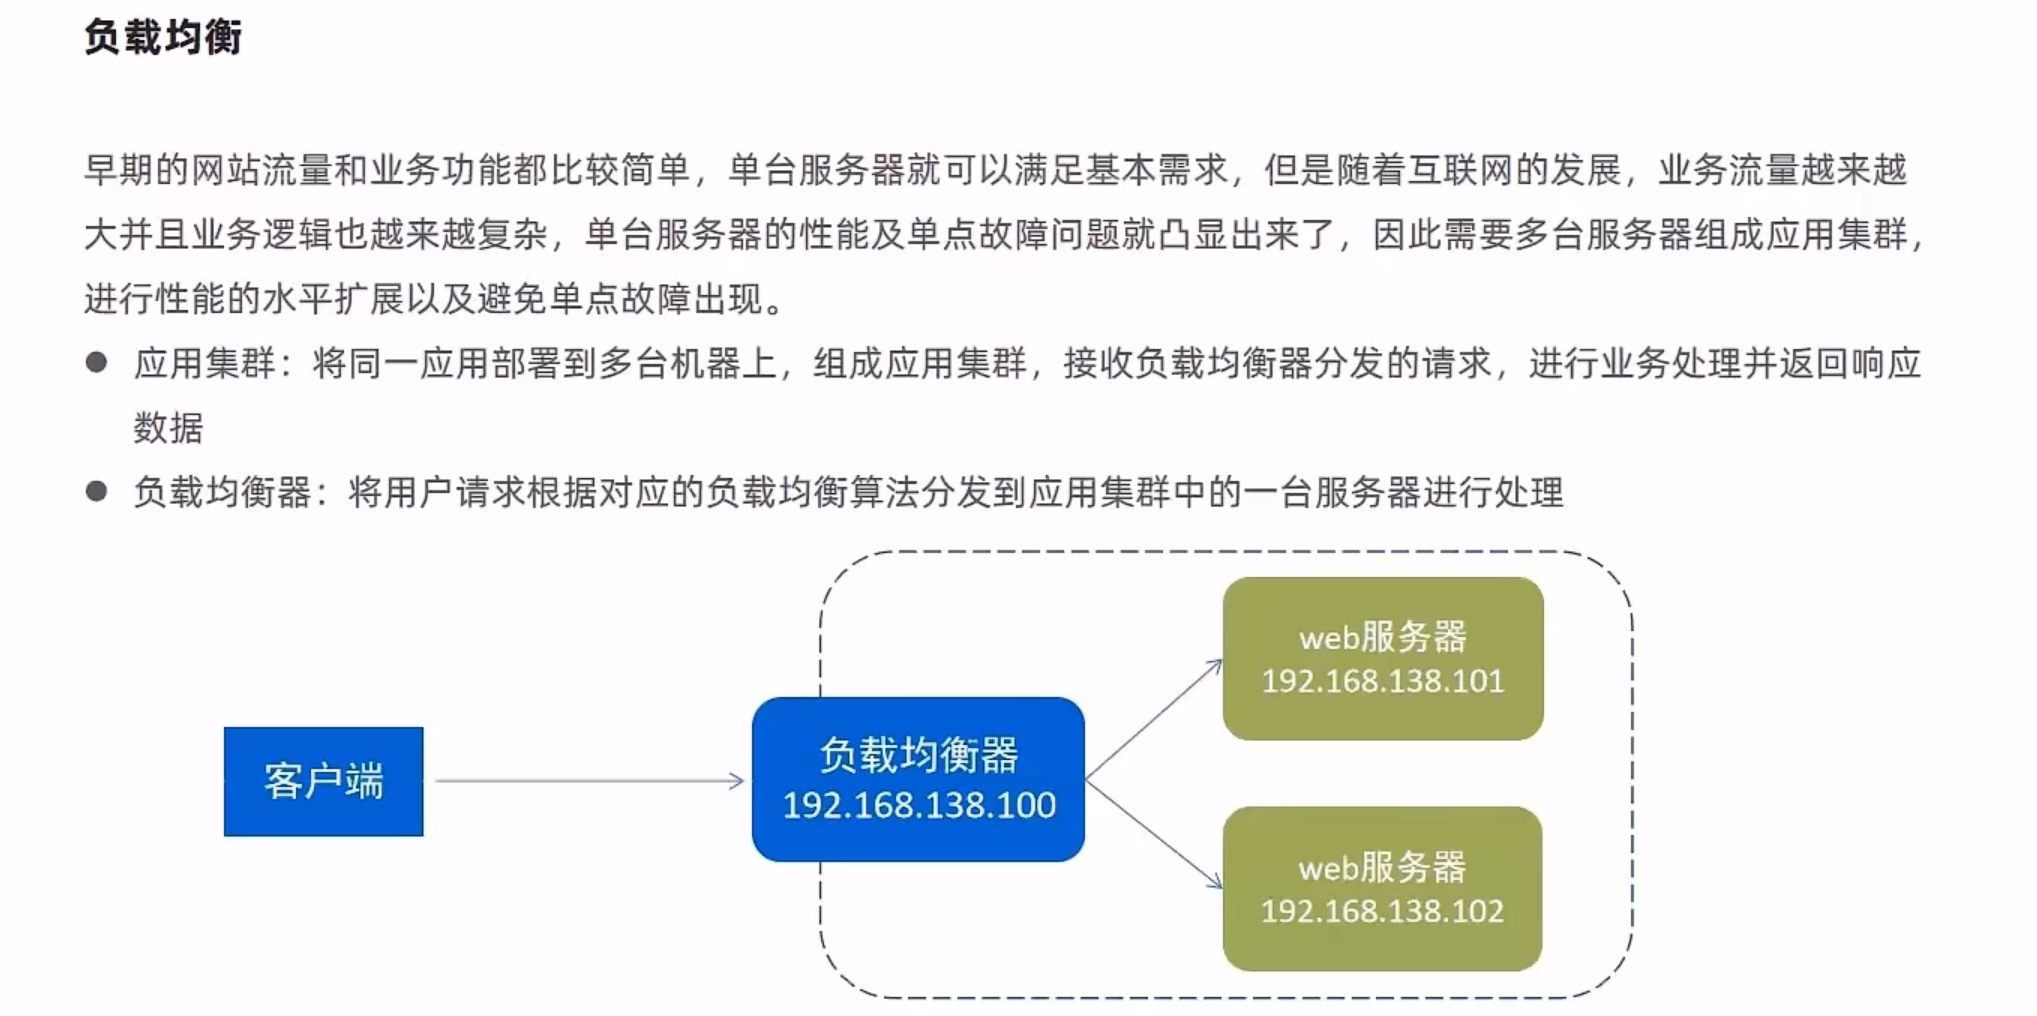 负载均衡
早期的网站流量和业务功能都比较简单，单台服务器就可以满足基本需求，但是随着互联网的发展，业务流量越来越
大并且业务逻辑也越来越复杂，单台服务器的性能及单点故障问题就凸显出来了，因此需要多台服务器组成应用集群，
进行性能的水平扩展以及避免单点故障出现。
● 应用集群：将同一应用部署到多台机器上，组成应用集群，接收负载均衡器分发的请求，进行业务处理并返回响应
数据
● 负载均衡器：将用户请求根据对应的负载均衡算法分发到应用集群中的一台服务器进行处理
客户端
负载均衡器
192.168.138.100
web服务器
192.168.138.101
web服务器
192.168.138.102